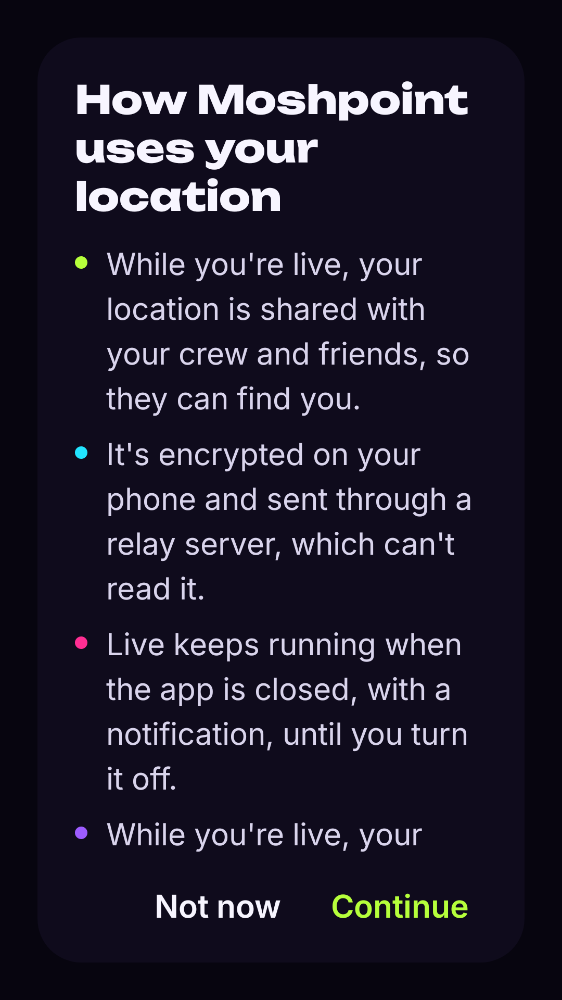 How Moshpoint
uses your
location
While you're live, your
location is shared with
your crew and friends, so
they can find you.
It's encrypted on your
phone and sent through a
relay server, which can't
read it.
Live keeps running when
the app is closed, with a
notification, until you turn
it off.
While you're live, your
Not now Continue